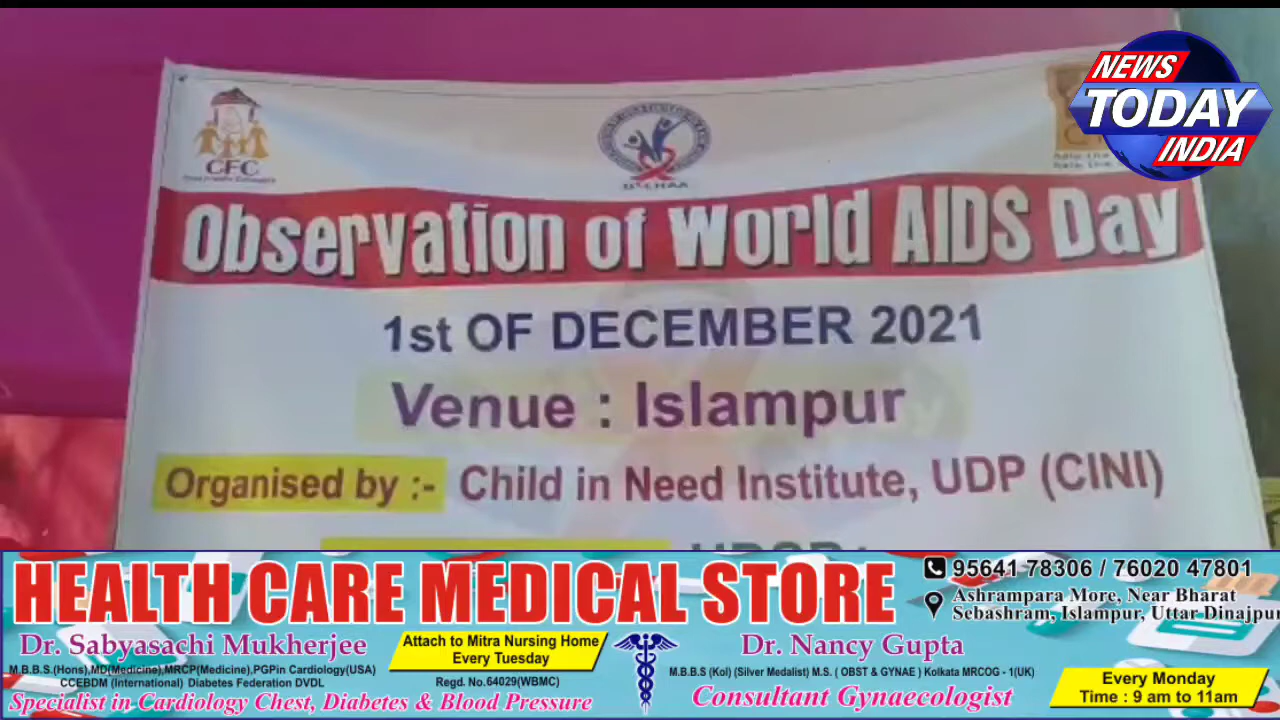 NEWS
TODAY
INDIA
CFC
Observation of World AIDS Day
1st OF DECEMBER 2021
Venue : Islampur
Organised by :- Child in Need Institute, UDP (CINI)
HEALTH CARE MEDICAL STORE
95641 78306 / 76020 47801
Ashrampara More, Near Bharat
Sebashram, Islampur, Uttar Dinajpur
Dr. Sabyasachi Mukherjee
M.B.B.S.(Hons),MD(Medicine),MRCP(Medicine),PGPin Cardiology(USA)
CCEBDM (International) Diabetes Federation DVDL
Specialist in Cardiology Chest, Diabetes & Blood Pressure
Attach to Mitra Nursing Home
Every Tuesday
Regd. No.64029(WBMC)
Dr. Nancy Gupta
M.B.B.S (Kol) (Silver Medalist) M.S. ( OBST & GYNAE ) Kolkata MRCOG - 1(UK)
Consultant Gynaecologist
Every Monday
Time : 9 am to 11am